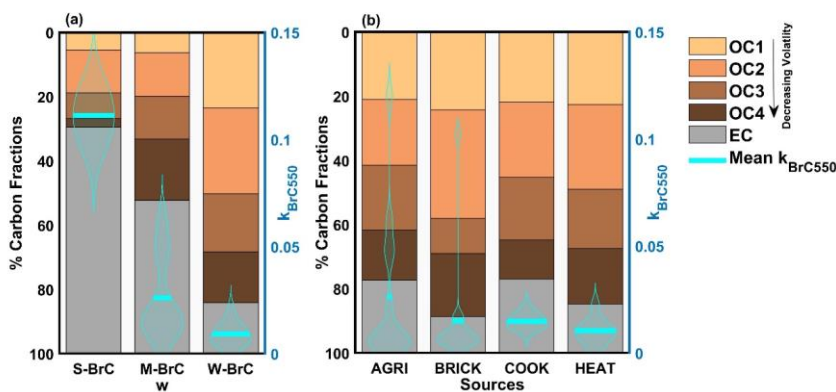 (a)
0
20
40
60
80
100
% Carbon Fractions
S-BrC M-BrC W-BrC
w
0.15
0.1
0.05
0
kBrC550
(b)
0
20
40
60
80
100
% Carbon Fractions
AGRI BRICK COOK HEAT
Sources
0.15
0.1
0.05
0
kBrC550
OC1
OC2
OC3
OC4
EC
Mean kBrC550
Decreasing Volatility